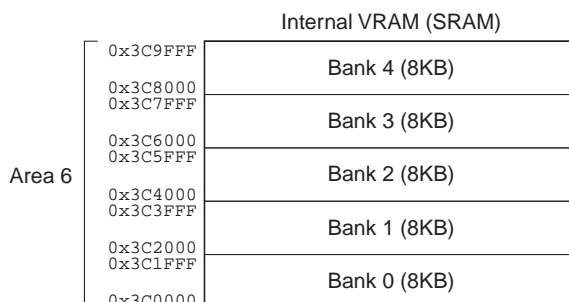 Internal VRAM (SRAM)
0x3C9FFF
Bank 4 (8KB)
0x3C8000
0x3C7FFF
Bank 3 (8KB)
0x3C6000
0x3C5FFF
Area 6
Bank 2 (8KB)
0x3C4000
0x3C3FFF
Bank 1 (8KB)
0x3C2000
0x3C1FFF
Bank 0 (8KB)
0x3C0000